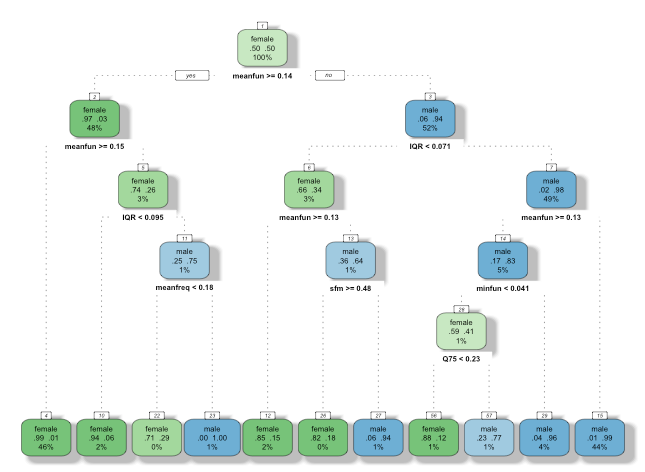 1
female
.50 .50
100%
yes
meanfun >= 0.14
no
2
female
.97 .03
48%
meanfun >= 0.15
3
male
.06 .94
52%
IQR < 0.071
5
female
.74 .26
3%
IQR < 0.095
6
female
.66 .34
3%
meanfun >= 0.13
7
male
.02 .98
49%
meanfun >= 0.13
11
male
.25 .75
1%
meanfreq < 0.18
13
male
.36 .64
1%
sfm >= 0.48
14
male
.17 .83
5%
minfun < 0.041
28
female
.59 .41
1%
Q75 < 0.23
4
female
.99 .01
46%
10
female
.94 .06
2%
22
female
.71 .29
0%
23
male
.00 1.00
1%
12
female
.85 .15
2%
26
female
.82 .18
0%
27
male
.06 .94
1%
56
female
.88 .12
1%
57
male
.23 .77
1%
29
male
.04 .96
4%
15
male
.01 .99
44%